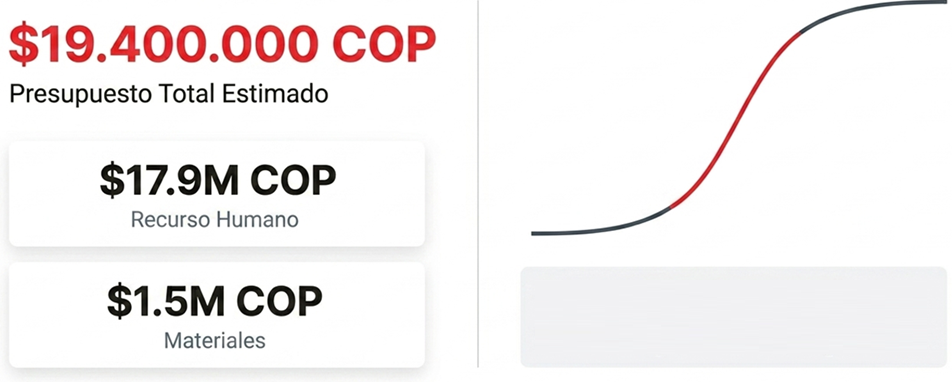 $19.400.000 COP
Presupuesto Total Estimado
$17.9M COP
Recurso Humano
$1.5M COP
Materiales